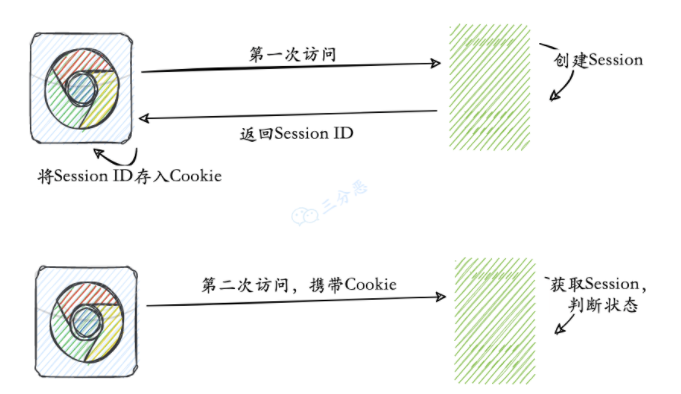 第一次访问
创建Session
返回Session ID
将Session ID存入Cookie
三分恶
第二次访问，携带Cookie
获取Session，
判断状态